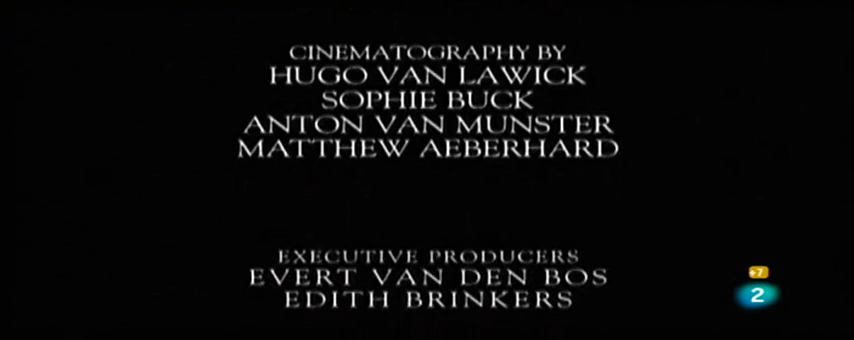 CINEMATOGRAPHY BY
HUGO VAN LAWICK
SOPHIE BUCK
ANTON VAN MUNSTER
MATTHEW AEBERHARD
EXECUTIVE PRODUCERS
EVERT VAN DEN BOS
EDITH BRINKERS
+7
2